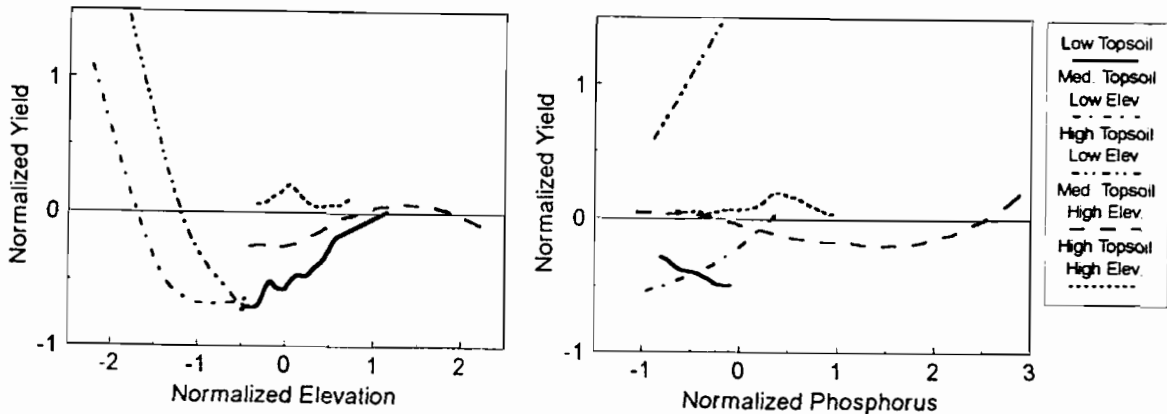 1
0
-1
-2
-1
0
1
2
Normalized Yield
Normalized Elevation
1
0
-1
-1
0
1
2
3
Normalized Yield
Normalized Phosphorus
Low Topsoil
Med. Topsoil
Low Elev.
High Topsoil
Low Elev
Med. Topsoil
High Elev.
High Topsoil
High Elev.